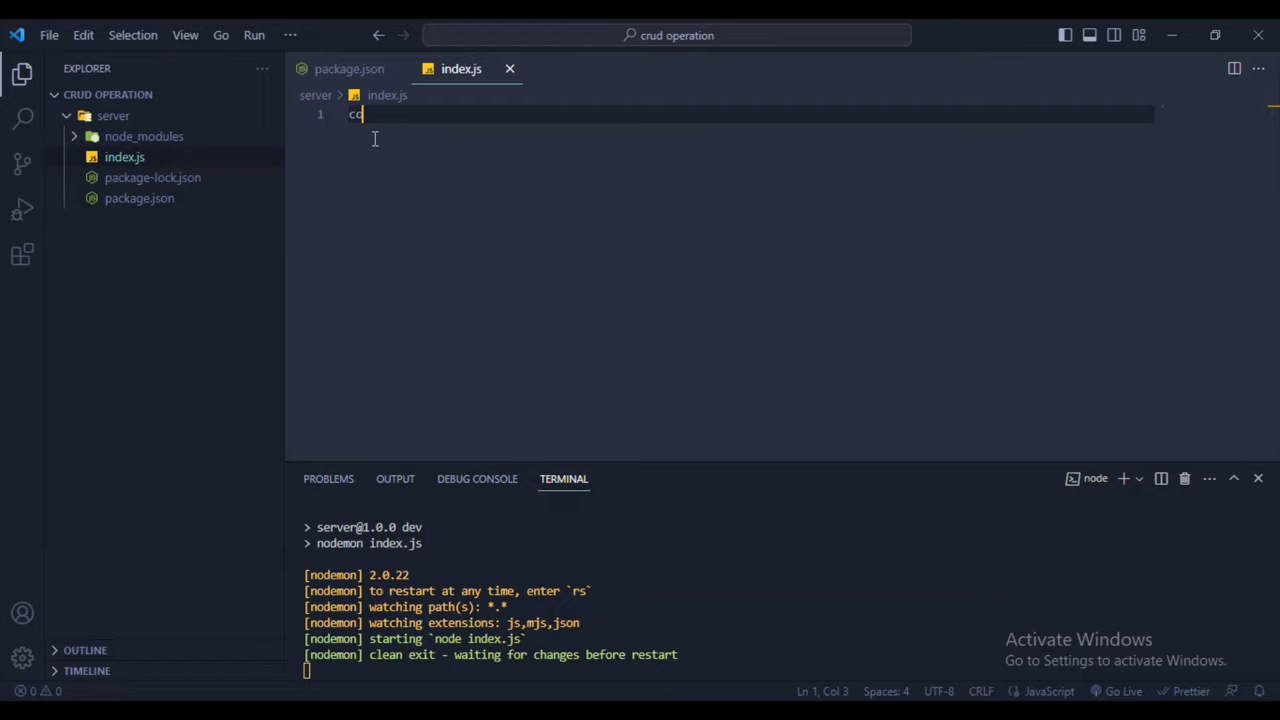 File Edit Selection View Go Run ··· crud operation
EXPLORER ···
package.json index.js
CRUD OPERATION
server > index.js
server
1 co
node_modules
index.js
package-lock.json
package.json
PROBLEMS OUTPUT DEBUG CONSOLE TERMINAL node
> server@1.0.0 dev
> nodemon index.js
[nodemon] 2.0.22
[nodemon] to restart at any time, enter `rs`
[nodemon] watching path(s): *.*
[nodemon] watching extensions: js,mjs,json
[nodemon] starting `node index.js`
[nodemon] clean exit - waiting for changes before restart
Activate Windows
Go to Settings to activate Windows.
OUTLINE
TIMELINE
0 0 Ln 1, Col 3 Spaces: 4 UTF-8 CRLF JavaScript Go Live Prettier